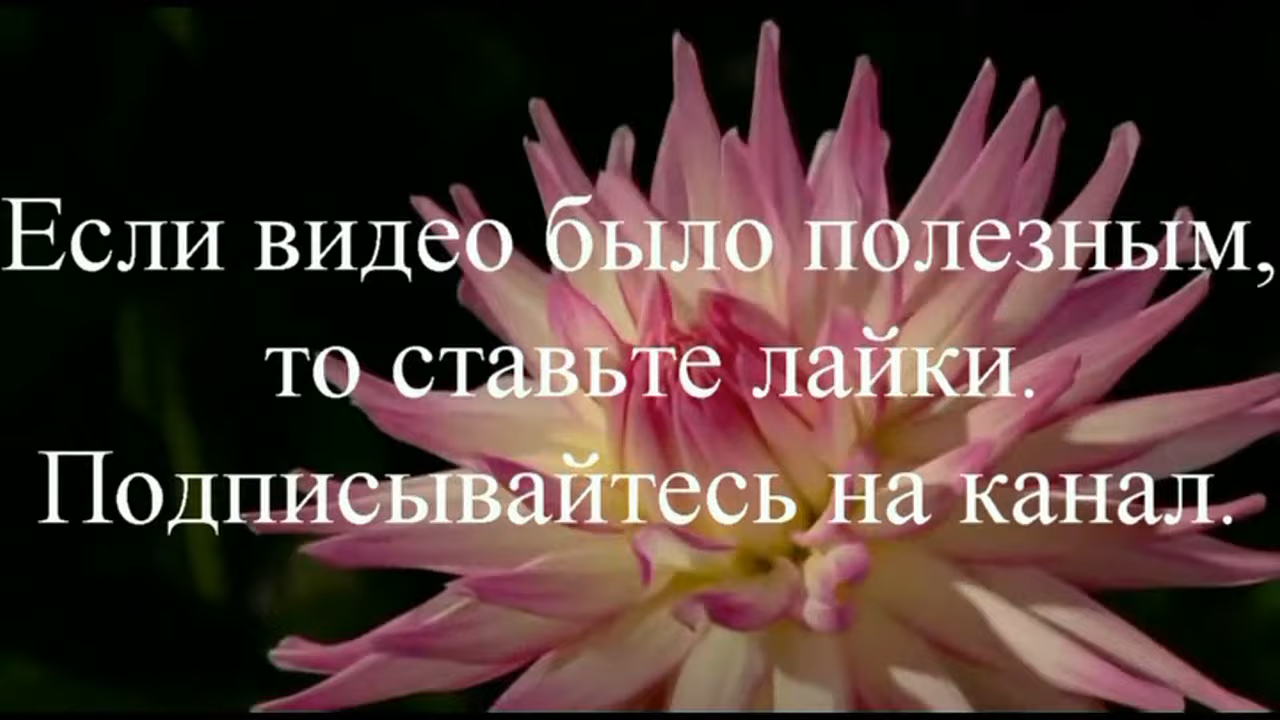 Если видео было полезным,
то ставьте лайки.
Подписывайтесь на канал.